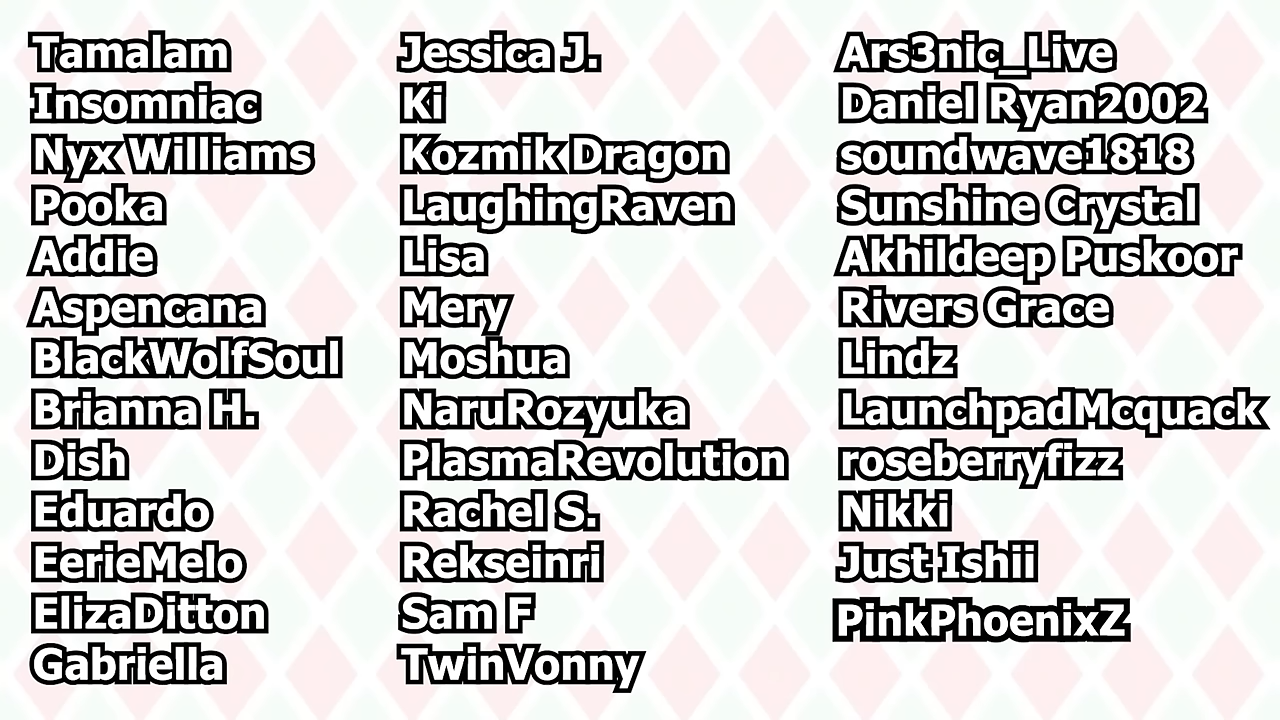 Tamalam
Insomniac
Nyx Williams
Pooka
Addie
Aspencana
BlackWolfSoul
Brianna H.
Dish
Eduardo
EerieMelo
ElizaDitton
Gabriella
Jessica J.
Ki
Kozmik Dragon
LaughingRaven
Lisa
Mery
Moshua
NaruRozyuka
PlasmaRevolution
Rachel S.
Rekseinri
Sam F
TwinVonny
Ars3nic_Live
Daniel Ryan2002
soundwave1818
Sunshine Crystal
Akhildeep Puskoor
Rivers Grace
Lindz
LaunchpadMcquack
roseberryfizz
Nikki
Just Ishii
PinkPhoenixZ